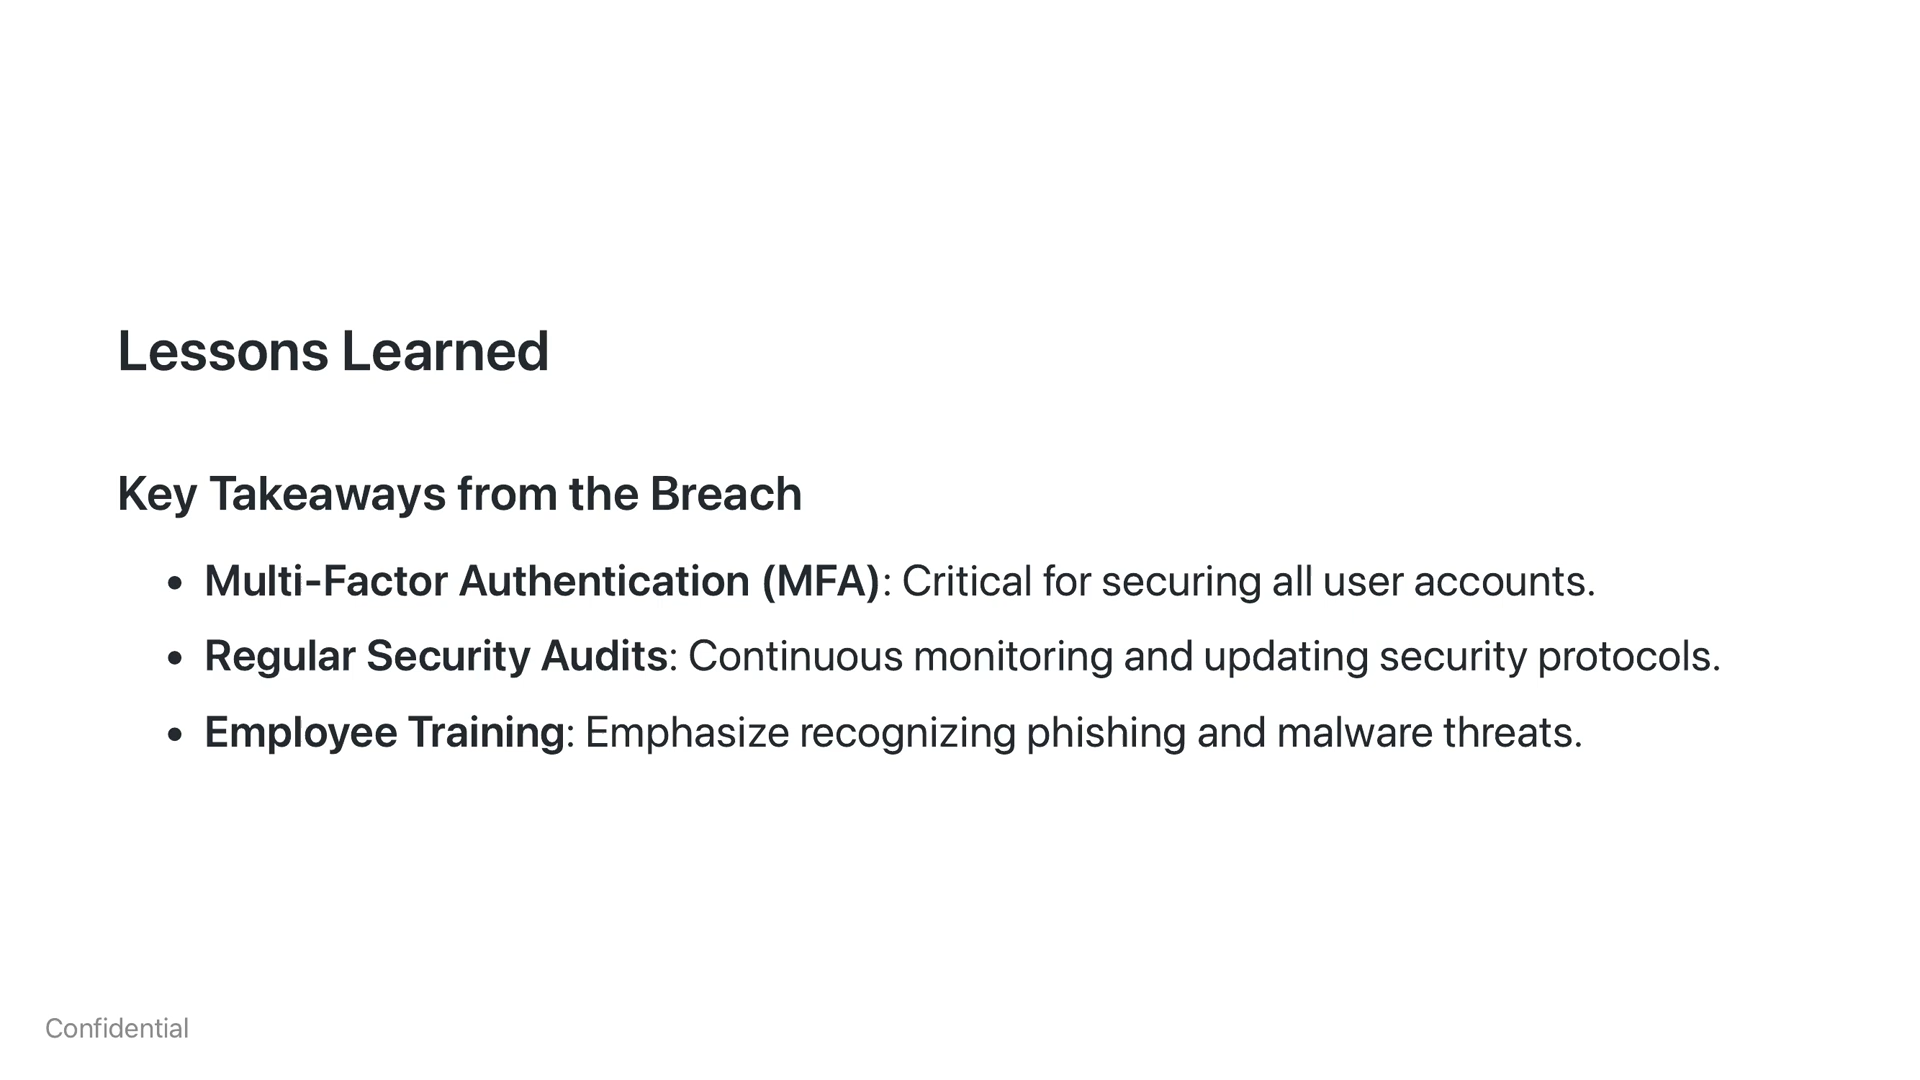 Lessons Learned
Key Takeaways from the Breach
• Multi-Factor Authentication (MFA): Critical for securing all user accounts.
• Regular Security Audits: Continuous monitoring and updating security protocols.
• Employee Training: Emphasize recognizing phishing and malware threats.
Confidential